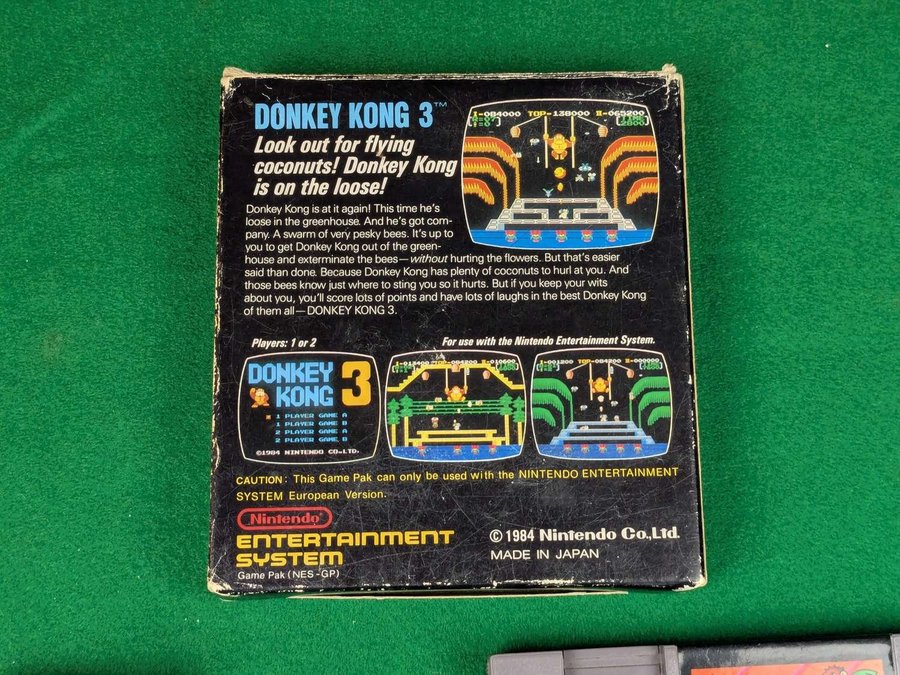 DONKEY KONG 3™
Look out for flying
coconuts! Donkey Kong
is on the loose!
Donkey Kong is at it again! This time he's
loose in the greenhouse. And he's got com-
pany. A swarm of very pesky bees. It's up to
you to get Donkey Kong out of the green-
house and exterminate the bees—without hurting the flowers. But that's easier
said than done. Because Donkey Kong has plenty of coconuts to hurl at you. And
those bees know just where to sting you so it hurts. But if you keep your wits
about you, you'll score lots of points and have lots of laughs in the best Donkey Kong
of them all—DONKEY KONG 3.
I-084000 TOP-138000 II-065200
Players: 1 or 2
For use with the Nintendo Entertainment System.
DONKEY
KONG 3
1 PLAYER GAME A
1 PLAYER GAME B
2 PLAYER GAME A
2 PLAYER GAME B
©1984 NINTENDO CO.,LTD.
CAUTION: This Game Pak can only be used with the NINTENDO ENTERTAINMENT
SYSTEM European Version.
Nintendo
ENTERTAINMENT
SYSTEM
Game Pak (NES-GP)
© 1984 Nintendo Co., Ltd.
MADE IN JAPAN